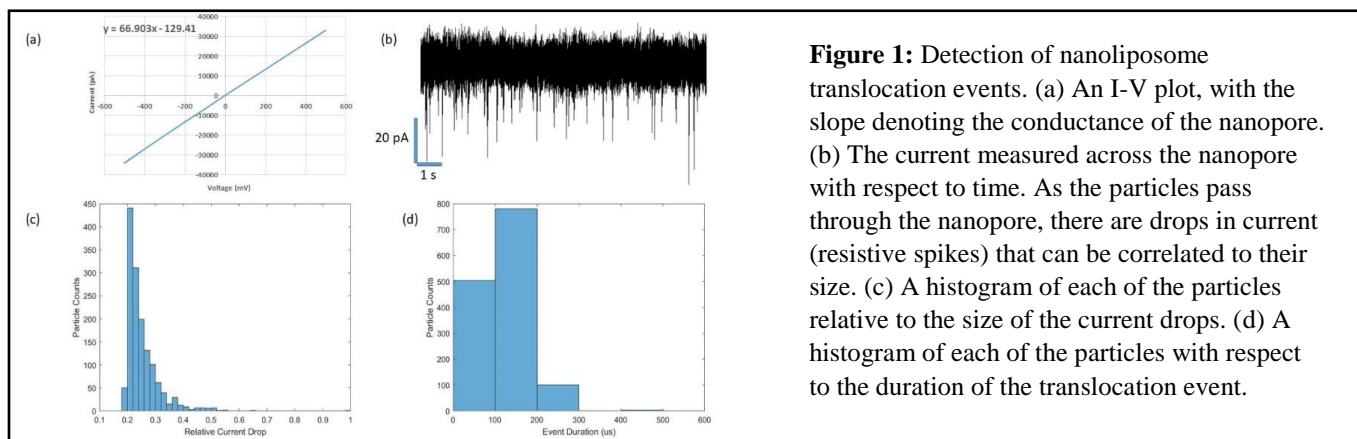 (a)
y = 66.903x - 129.41
40000
30000
20000
10000
0
-600
-400
-200
0
200
400
600
-10000
-20000
-30000
-40000
Current (pA)
Voltage (mV)
(b)
20 pA
1 s
(c)
450
400
350
300
250
200
150
100
50
0
Particle Counts
0.1
0.2
0.3
0.4
0.5
0.6
0.7
0.8
0.9
1
Relative Current Drop
(d)
800
700
600
500
400
300
200
100
0
Particle Counts
0
100
200
300
400
500
600
Event Duration (us)
Figure 1: Detection of nanoliposome
translocation events. (a) An I-V plot, with the
slope denoting the conductance of the nanopore.
(b) The current measured across the nanopore
with respect to time. As the particles pass
through the nanopore, there are drops in current
(resistive spikes) that can be correlated to their
size. (c) A histogram of each of the particles
relative to the size of the current drops. (d) A
histogram of each of the particles with respect
to the duration of the translocation event.